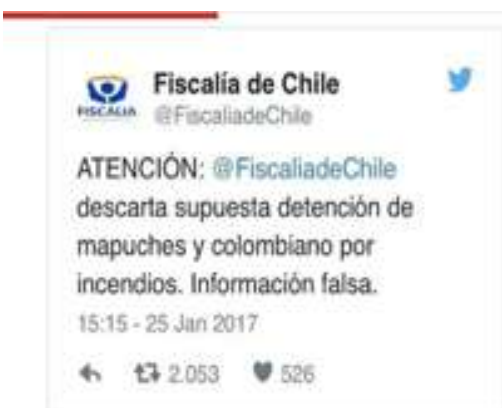 Fiscalía de Chile
FISCALIA
@FiscaliadeChile
ATENCIÓN: @FiscaliadeChile
descarta supuesta detención de
mapuches y colombiano por
incendios. Información falsa.
15:15 - 25 Jan 2017
2.053 526